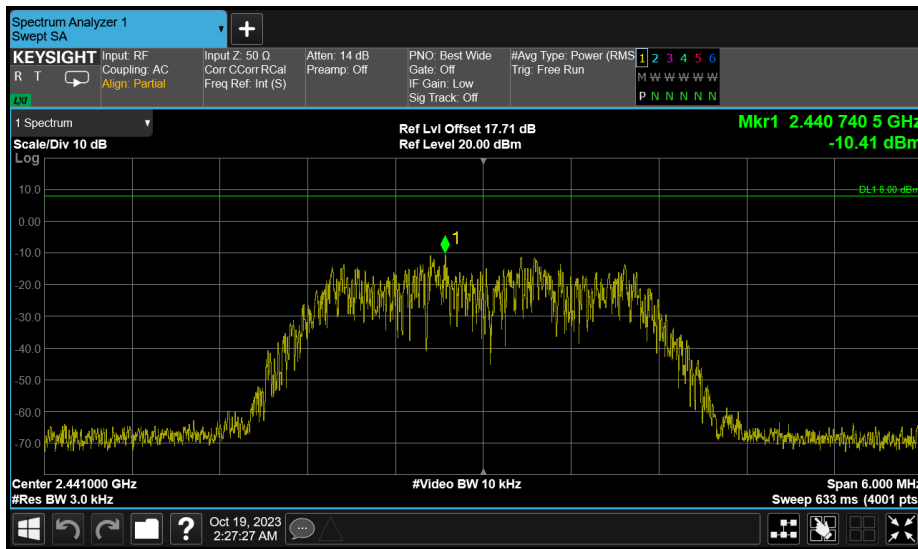 Spectrum Analyzer 1
Swept SA
KEYSIGHT
R T
LXI
Input: RF
Coupling: AC
Align: Partial
Input Z: 50 Ω
Corr CCorr RCal
Freq Ref: Int (S)
Atten: 14 dB
Preamp: Off
PNO: Best Wide
Gate: Off
IF Gain: Low
Sig Track: Off
#Avg Type: Power (RMS
Trig: Free Run
1 2 3 4 5 6
M W W W W W
P N N N N N
1 Spectrum
Scale/Div 10 dB
Log
Ref Lvl Offset 17.71 dB
Ref Level 20.00 dBm
Mkr1 2.440 740 5 GHz
-10.41 dBm
10.0
DL1 8.00 dBm
0.00
1
-10.0
-20.0
-30.0
-40.0
-50.0
-60.0
-70.0
Center 2.441000 GHz
#Video BW 10 kHz
Span 6.000 MHz
#Res BW 3.0 kHz
Sweep 633 ms (4001 pts
?
Oct 19, 2023
2:27:27 AM